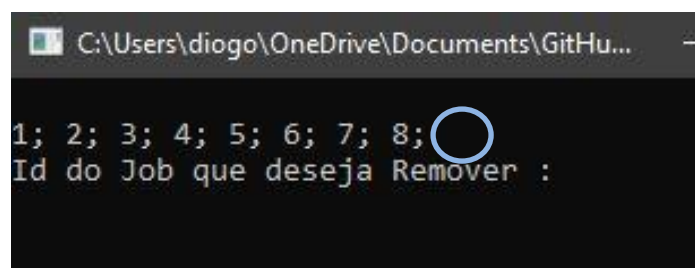 C:\Users\diogo\OneDrive\Documents\GitHu...
1; 2; 3; 4; 5; 6; 7; 8;
Id do Job que deseja Remover :